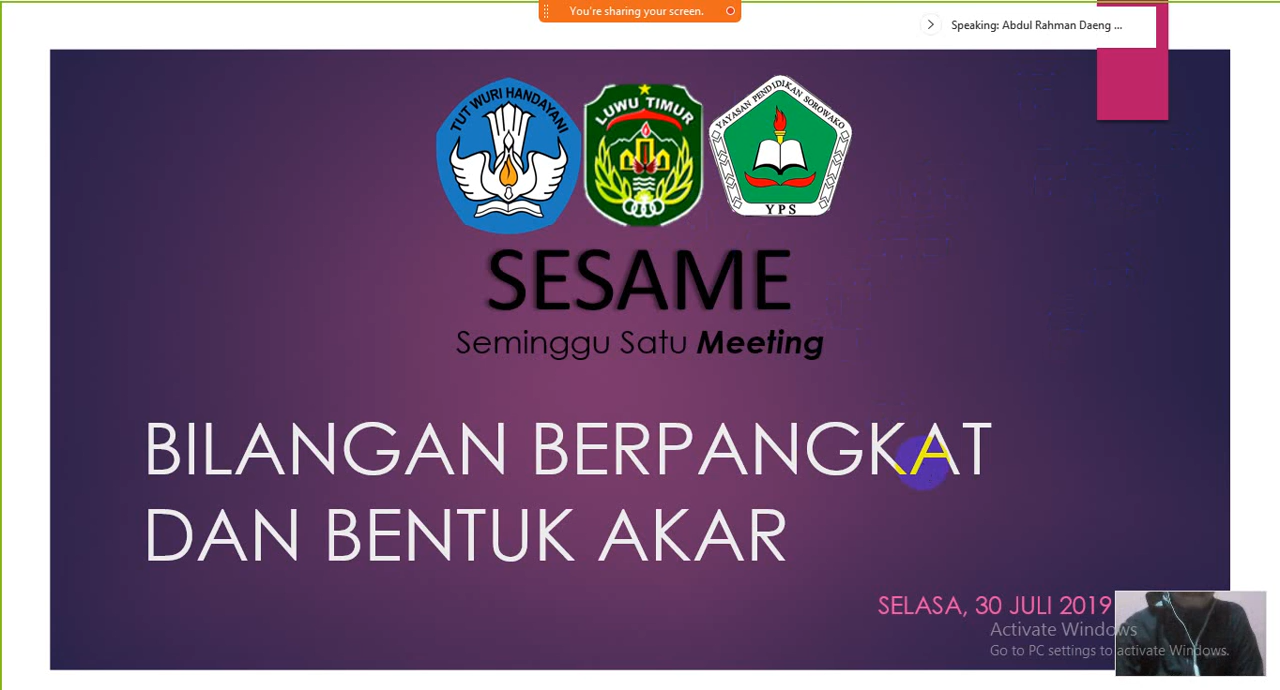 You're sharing your screen.
Speaking: Abdul Rahman Daeng ...
TUT WURI HANDAYANI
LUWU TIMUR
YAYASAN PENDIDIKAN SOROWAKO
YPS
SESAME
Seminggu Satu Meeting
BILANGAN BERPANGKAT
DAN BENTUK AKAR
SELASA, 30 JULI 2019
Activate Windows
Go to PC settings to activate Windows.